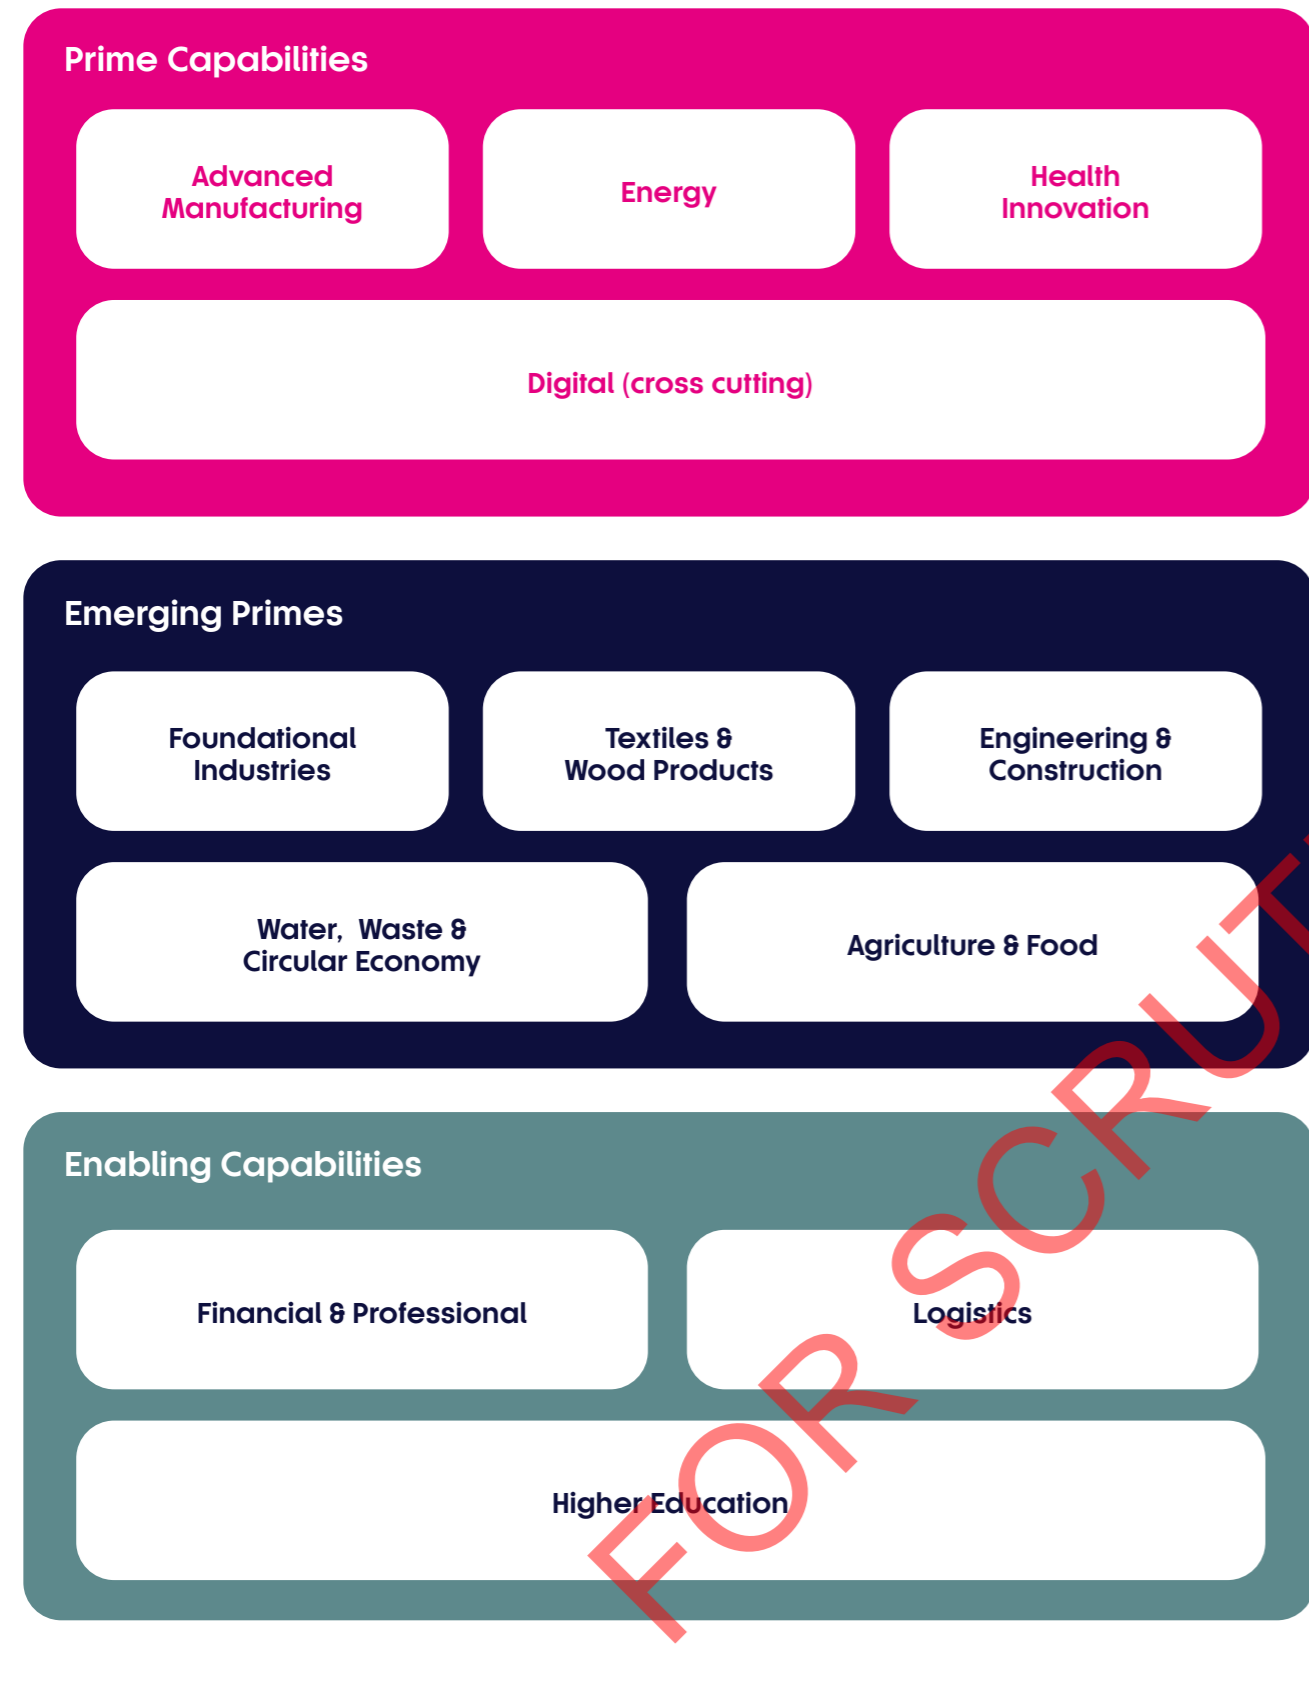 Prime Capabilities
Advanced
Manufacturing
Energy
Health
Innovation
Digital (cross cutting)
Emerging Primes
Foundational
Industries
Textiles &
Wood Products
Engineering &
Construction
Water,  Waste &
Circular Economy
Agriculture & Food
Enabling Capabilities
Financial & Professional
Logistics
Higher Education
FOR